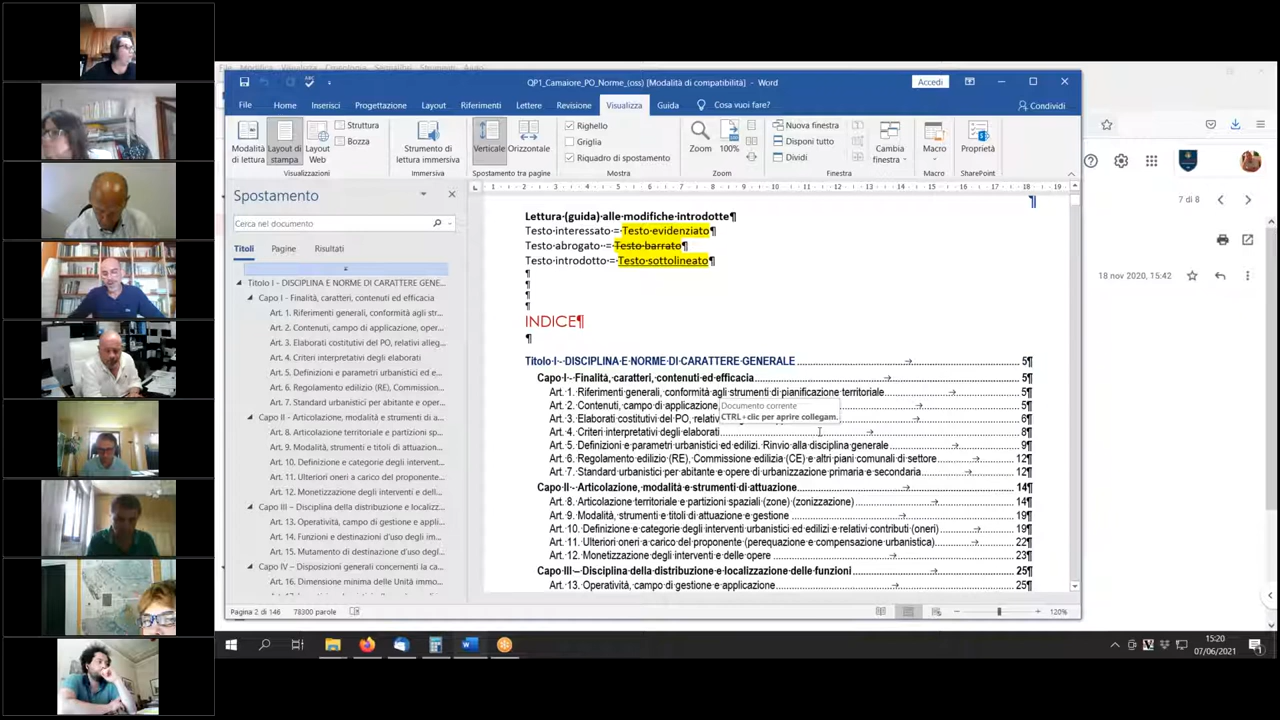 QP1_Camaiore_PO_Norme_(oss) [Modalità di compatibilità] - Word
Accedi
File Home Inserisci Progettazione Layout Riferimenti Lettere Revisione Visualizza Guida Cosa vuoi fare? Condividi
Modalità di lettura
Layout di stampa
Layout Web
Struttura
Bozza
Strumento di lettura immersiva
Verticale
Orizzontale
Righello
Griglia
Riquadro di spostamento
Zoom
100%
Nuova finestra
Disponi tutto
Dividi
Cambia finestra
Macro
Proprietà
Visualizzazioni Immersiva Spostamento tra pagine Mostra Zoom Finestra Macro SharePoint
Spostamento
Cerca nel documento
Titoli Pagine Risultati
Titolo I - DISCIPLINA E NORME DI CARATTERE GENE...
Capo I - Finalità, caratteri, contenuti ed efficacia
Art. 1. Riferimenti generali, conformità agli str...
Art. 2. Contenuti, campo di applicazione, oper...
Art. 3. Elaborati costitutivi del PO, relativi alleg...
Art. 4. Criteri interpretativi degli elaborati
Art. 5. Definizioni e parametri urbanistici ed e...
Art. 6. Regolamento edilizio (RE), Commission...
Art. 7. Standard urbanistici per abitante e oper...
Capo II - Articolazione, modalità e strumenti di a...
Art. 8. Articolazione territoriale e partizioni sp...
Art. 9. Modalità, strumenti e titoli di attuazion...
Art. 10. Definizione e categorie degli intervent...
Art. 11. Ulteriori oneri a carico del proponente...
Art. 12. Monetizzazione degli interventi e dell...
Capo III – Disciplina della distribuzione e localizz...
Art. 13. Operatività, campo di gestione e appli...
Art. 14. Funzioni e destinazioni d'uso degli im...
Art. 15. Mutamento di destinazione d'uso degl...
Capo IV – Disposizioni generali concernenti la ca...
Art. 16. Dimensione minima delle Unità immo...
Lettura·(guida)·alle·modifiche·introdotte¶
Testo·interessato·=·Testo·evidenziato¶
Testo·abrogato·=·Testo·barrato¶
Testo·introdotto·=·Testo·sottolineato¶
¶
¶
¶
¶
INDICE¶
¶
Titolo·I·-·DISCIPLINA·E·NORME·DI·CARATTERE·GENERALE → 5¶
Capo·I·-·Finalità,·caratteri,·contenuti·ed·efficacia → 5¶
Art.·1.·Riferimenti·generali,·conformità·agli·strumenti·di·pianificazione·territoriale → 5¶
Art.·2.·Contenuti,·campo·di·applicazione → 5¶
Art.·3.·Elaborati·costitutivi·del·PO,·relativ → 6¶
Documento corrente
CTRL+clic per aprire collegam.
Art.·4.·Criteri·interpretativi·degli·elaborati → 8¶
Art.·5.·Definizioni·e·parametri·urbanistici·ed·edilizi.·Rinvio·alla·disciplina·generale → 9¶
Art.·6.·Regolamento·edilizio·(RE),·Commissione·edilizia·(CE)·e·altri·piani·comunali·di·settore → 12¶
Art.·7.·Standard·urbanistici·per·abitante·e·opere·di·urbanizzazione·primaria·e·secondaria → 12¶
Capo·II·-·Articolazione,·modalità·e·strumenti·di·attuazione → 14¶
Art.·8.·Articolazione·territoriale·e·partizioni·spaziali·(zone)·(zonizzazione) → 14¶
Art.·9.·Modalità,·strumenti·e·titoli·di·attuazione·e·gestione → 19¶
Art.·10.·Definizione·e·categorie·degli·interventi·urbanistici·ed·edilizi·e·relativi·contributi·(oneri) → 19¶
Art.·11.·Ulteriori·oneri·a·carico·del·proponente·(perequazione·e·compensazione·urbanistica) → 22¶
Art.·12.·Monetizzazione·degli·interventi·e·delle·opere → 23¶
Capo·III·–·Disciplina·della·distribuzione·e·localizzazione·delle·funzioni → 25¶
Art.·13.·Operatività,·campo·di·gestione·e·applicazione → 25¶
Pagina 2 di 146 78300 parole 120%
7 di 8
18 nov 2020, 15:42
15:20
07/06/2021